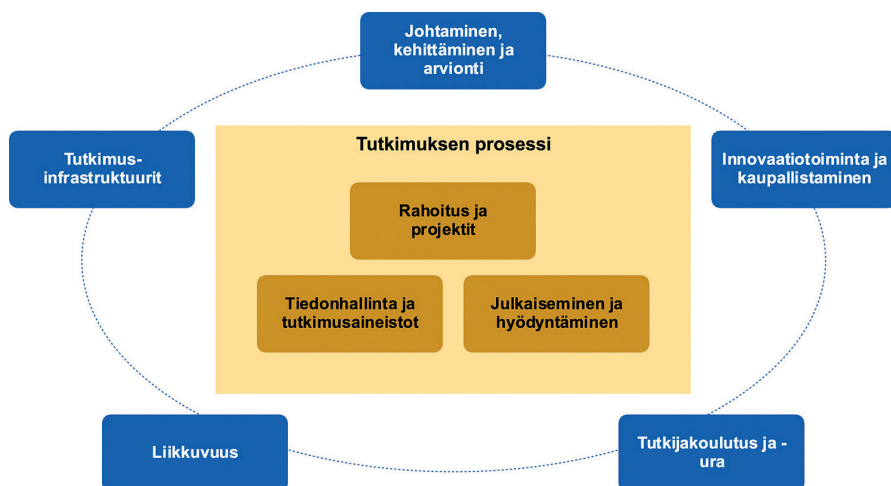 Johtaminen,
kehittäminen ja
arvionti
Tutkimus-
infrastruktuurit
Innovaatiotoiminta ja
kaupallistaminen
Tutkimuksen prosessi
Rahoitus ja
projektit
Tiedonhallinta ja
tutkimusaineistot
Julkaiseminen ja
hyödyntäminen
Liikkuvuus
Tutkijakoulutus ja -
ura